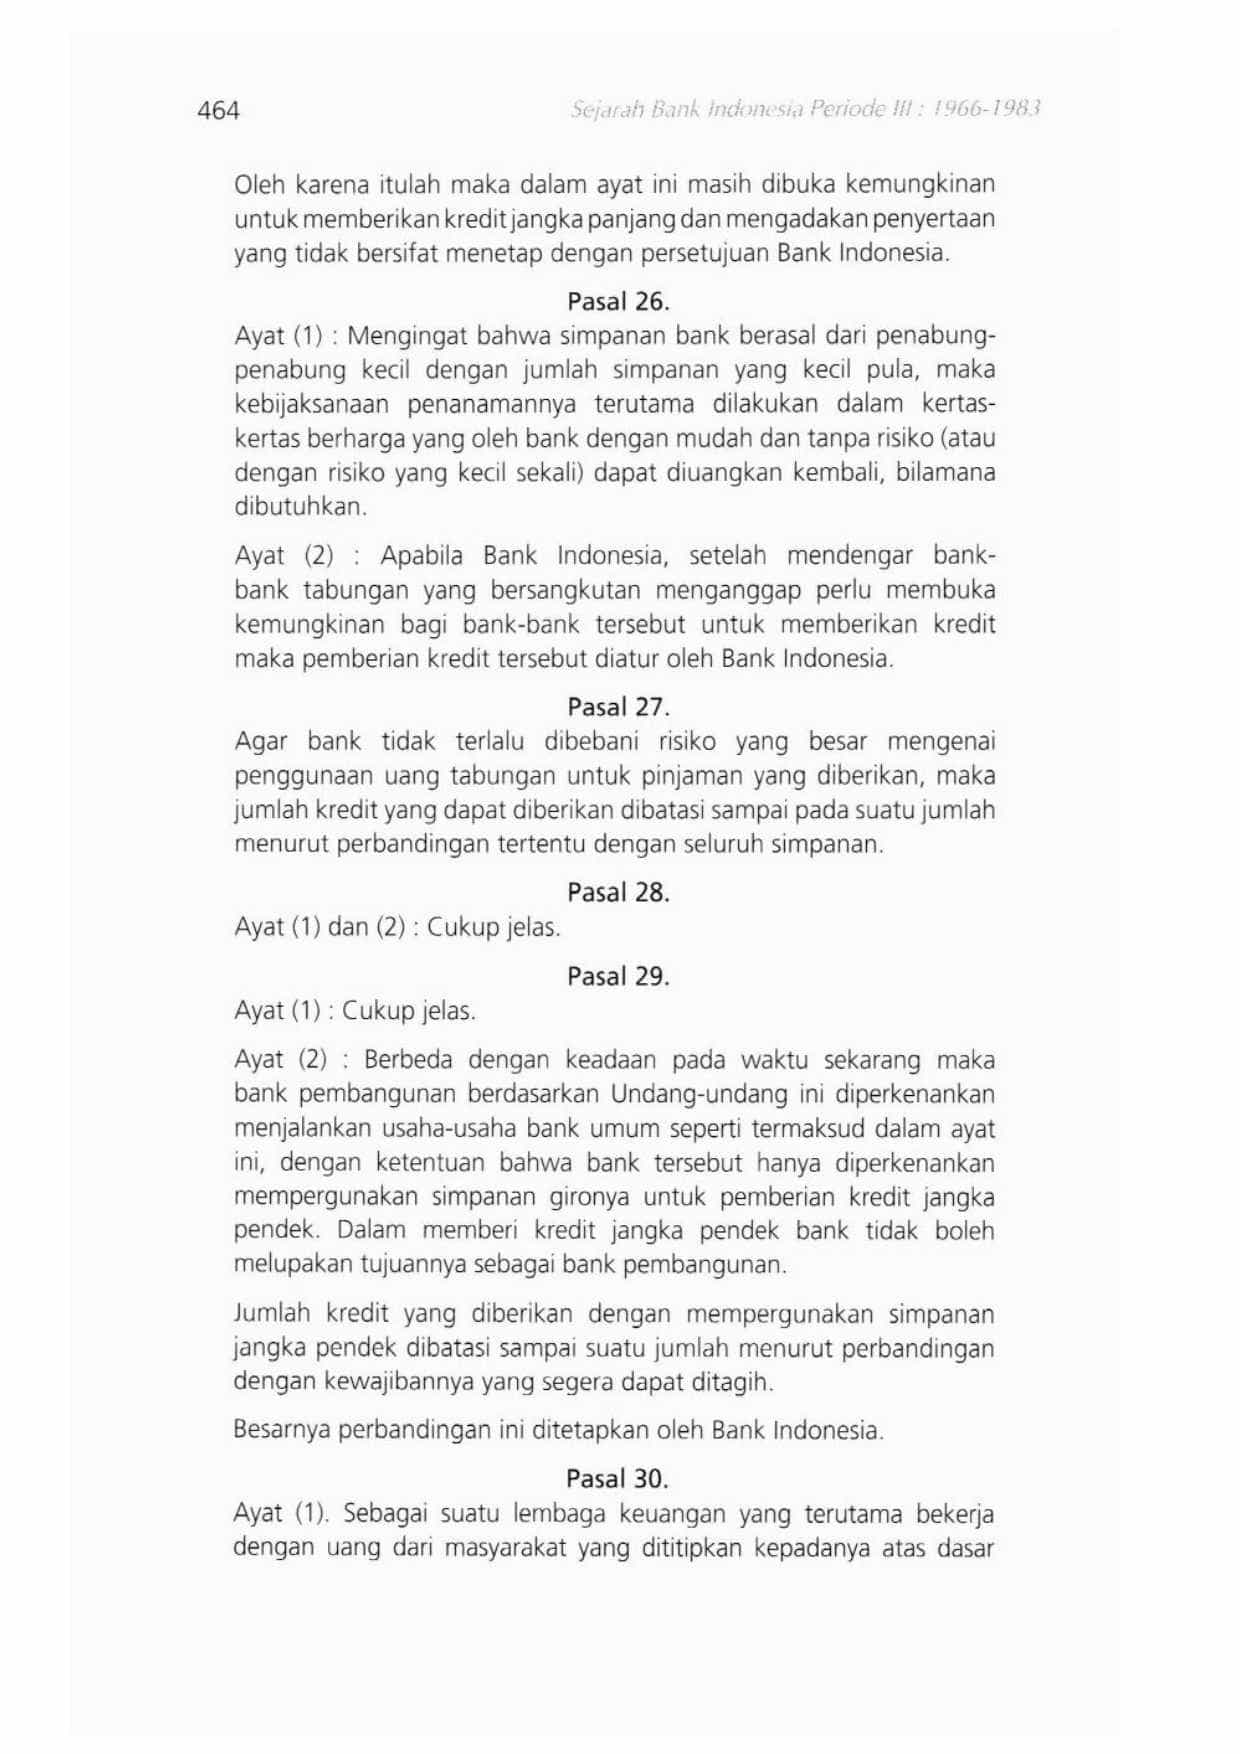 464
Sejarah Bank Indonesia Periode III : 1966-1983
Oleh karena itulah maka dalam ayat ini masih dibuka kemungkinan
untuk memberikan kredit jangka panjang dan mengadakan penyertaan
yang tidak bersifat menetap dengan persetujuan Bank Indonesia.
Pasal 26.
Ayat (1) : Mengingat bahwa simpanan bank berasal dari penabung-
penabung kecil dengan jumlah simpanan yang kecil pula, maka
kebijaksanaan penanamannya terutama dilakukan dalam kertas-
kertas berharga yang oleh bank dengan mudah dan tanpa risiko (atau
dengan risiko yang kecil sekali) dapat diuangkan kembali, bilamana
dibutuhkan.
Ayat (2) : Apabila Bank Indonesia, setelah mendengar bank-
bank tabungan yang bersangkutan menganggap perlu membuka
kemungkinan bagi bank-bank tersebut untuk memberikan kredit
maka pemberian kredit tersebut diatur oleh Bank Indonesia.
Pasal 27.
Agar bank tidak terlalu dibebani risiko yang besar mengenai
penggunaan uang tabungan untuk pinjaman yang diberikan, maka
jumlah kredit yang dapat diberikan dibatasi sampai pada suatu jumlah
menurut perbandingan tertentu dengan seluruh simpanan.
Pasal 28.
Ayat (1) dan (2) : Cukup jelas.
Pasal 29.
Ayat (1) : Cukup jelas.
Ayat (2) : Berbeda dengan keadaan pada waktu sekarang maka
bank pembangunan berdasarkan Undang-undang ini diperkenankan
menjalankan usaha-usaha bank umum seperti termaksud dalam ayat
ini, dengan ketentuan bahwa bank tersebut hanya diperkenankan
mempergunakan simpanan gironya untuk pemberian kredit jangka
pendek. Dalam memberi kredit jangka pendek bank tidak boleh
melupakan tujuannya sebagai bank pembangunan.
Jumlah kredit yang diberikan dengan mempergunakan simpanan
jangka pendek dibatasi sampai suatu jumlah menurut perbandingan
dengan kewajibannya yang segera dapat ditagih.
Besarnya perbandingan ini ditetapkan oleh Bank Indonesia.
Pasal 30.
Ayat (1). Sebagai suatu lembaga keuangan yang terutama bekerja
dengan uang dari masyarakat yang dititipkan kepadanya atas dasar